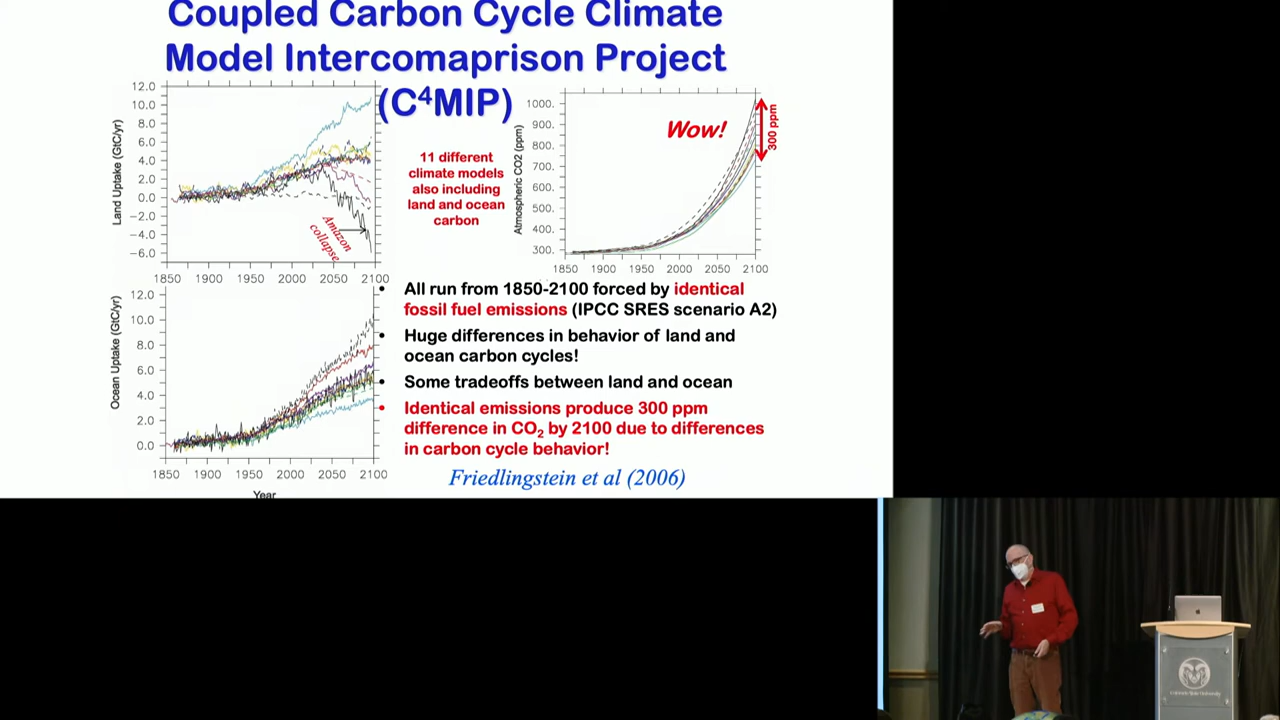 Coupled Carbon Cycle Climate
Model Intercomaprison Project
(C⁴MIP)
Land Uptake (GtC/yr)
12.0
10.0
8.0
6.0
4.0
2.0
0.0
−2.0
−4.0
−6.0
Amazon
collapse
1850 1900 1950 2000 2050 2100
11 different
climate models
also including
land and ocean
carbon
Atmospheric CO2 (ppm)
1000.
900.
800.
700.
600.
500.
400.
300.
Wow!
300 ppm
1850 1900 1950 2000 2050 2100
Ocean Uptake (GtC/yr)
12.0
10.0
8.0
6.0
4.0
2.0
0.0
1850 1900 1950 2000 2050 2100
Year
• All run from 1850-2100 forced by identical
fossil fuel emissions (IPCC SRES scenario A2)
• Huge differences in behavior of land and
ocean carbon cycles!
• Some tradeoffs between land and ocean
• Identical emissions produce 300 ppm
difference in CO₂ by 2100 due to differences
in carbon cycle behavior!
Friedlingstein et al (2006)
Colorado State University